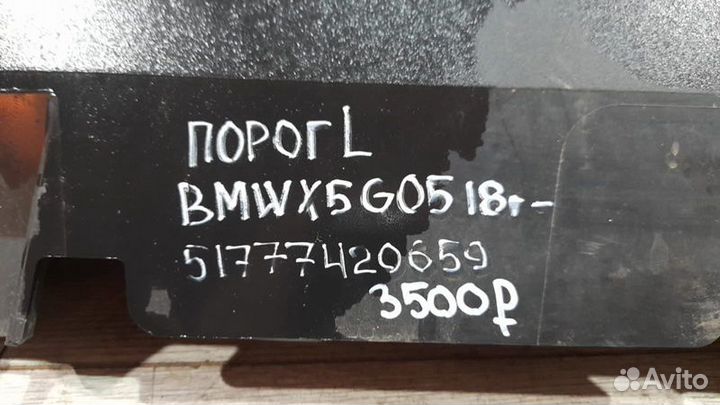 ПОРОГ L
BMW X5 G05 18г-
51777420659
3500₽
Avito